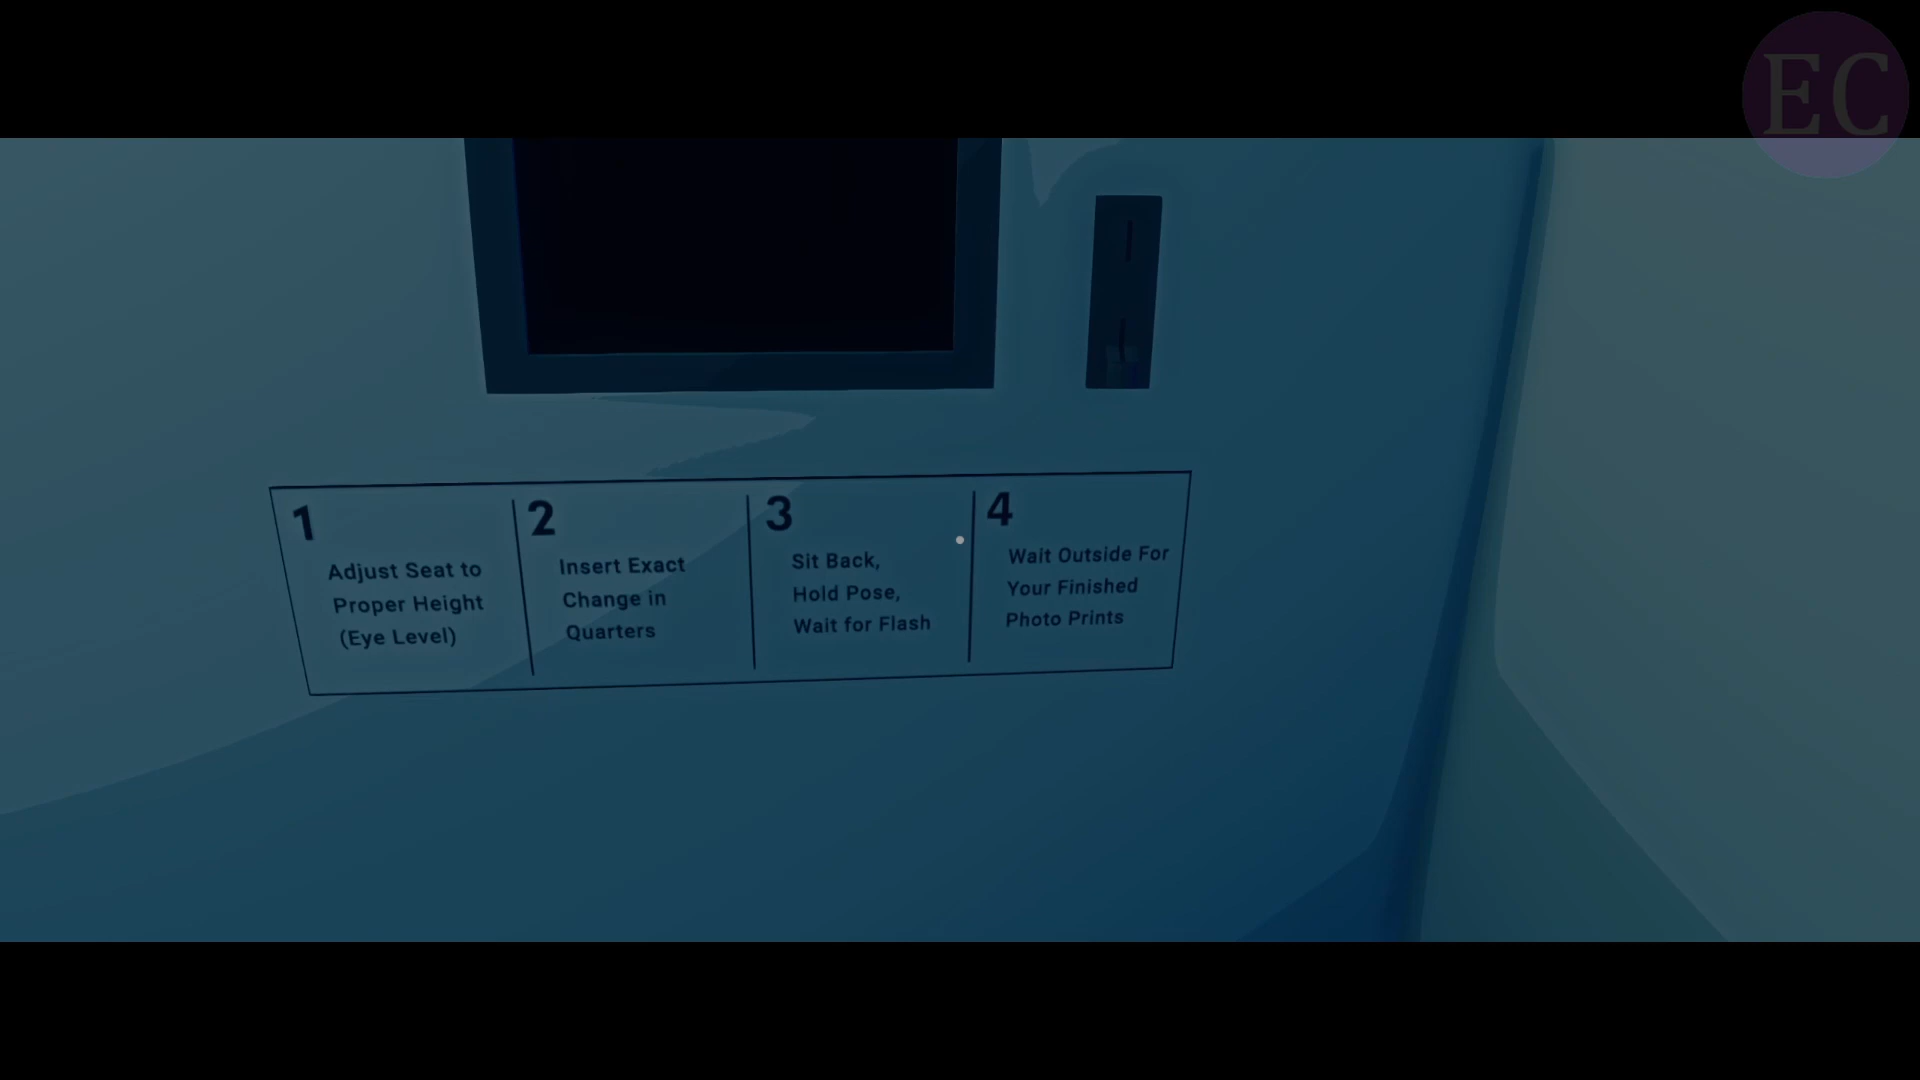 EC
1
Adjust Seat to
Proper Height
(Eye Level)
2
Insert Exact
Change in
Quarters
3
Sit Back,
Hold Pose,
Wait for Flash
4
Wait Outside For
Your Finished
Photo Prints